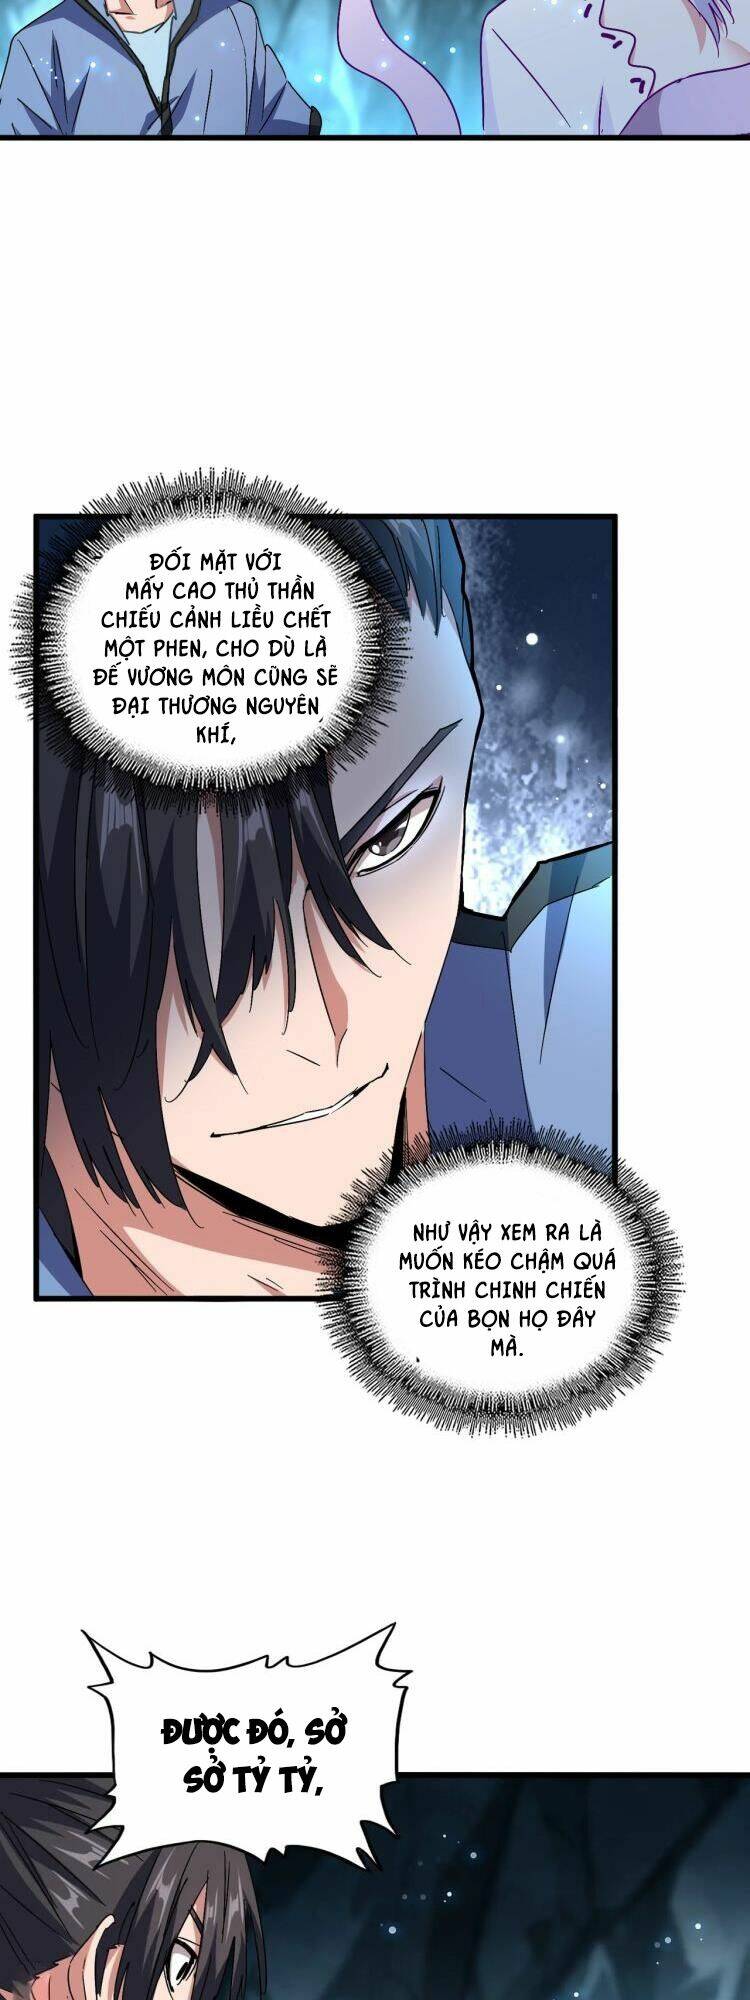 ĐỐI MẶT VỚI
MẤY CAO THỦ THẦN
CHIẾU CẢNH LIỀU CHẾT
MỘT PHEN, CHO DÙ LÀ
ĐẾ VƯƠNG MÔN CŨNG SẼ
ĐẠI THƯƠNG NGUYÊN
KHÍ,
NHƯ VẬY XEM RA LÀ
MUỐN KÉO CHẬM QUÁ
TRÌNH CHINH CHIẾN
CỦA BỌN HỌ ĐÂY
MÀ.
ĐƯỢC ĐÓ, SỞ
SỞ TỶ TỶ,